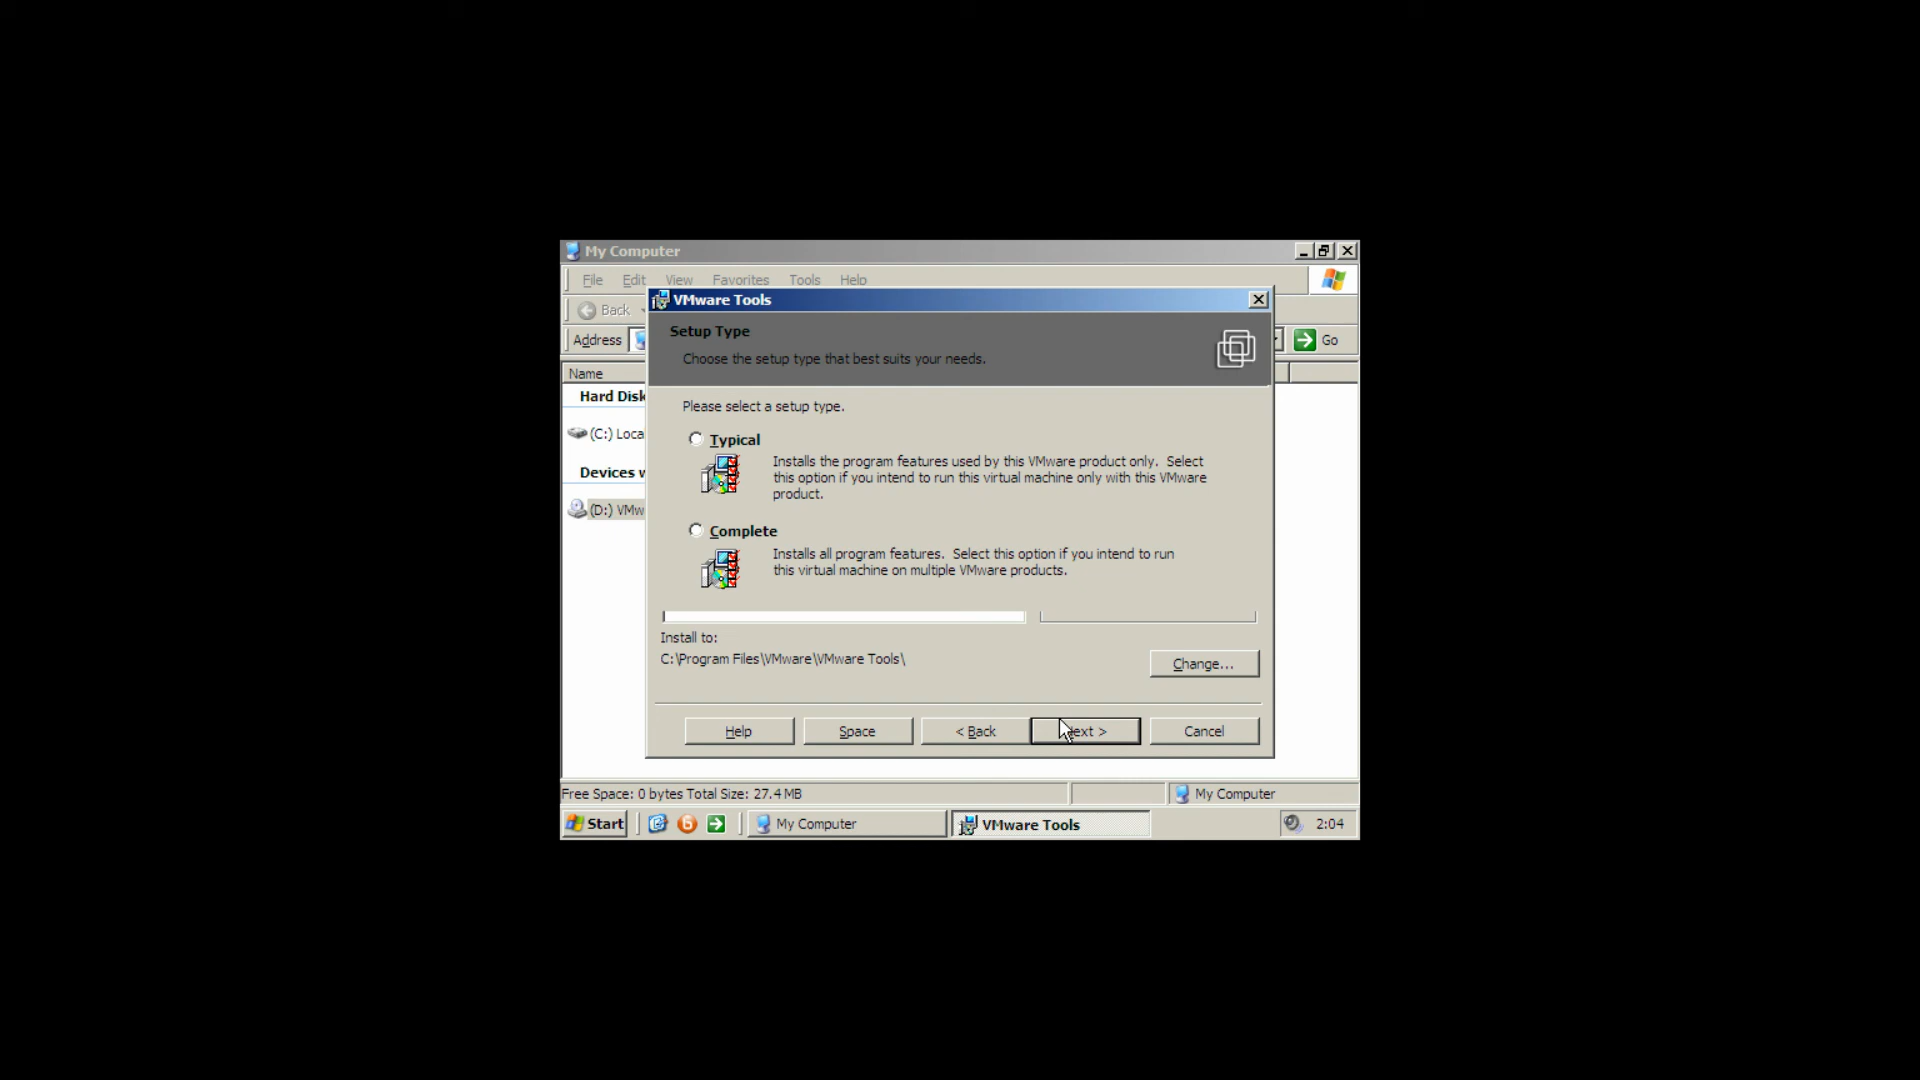 My Computer
File Edit View Favorites Tools Help
Back
Address
Go
Name
Hard Disk
(C:) Loca
Devices w
(D:) VMw
VMware Tools
Setup Type
Choose the setup type that best suits your needs.
Please select a setup type.
Typical
Installs the program features used by this VMware product only. Select
this option if you intend to run this virtual machine only with this VMware
product.
Complete
Installs all program features. Select this option if you intend to run
this virtual machine on multiple VMware products.
Install to:
C:\Program Files\VMware\VMware Tools\
Change...
Help Space < Back ext > Cancel
Free Space: 0 bytes Total Size: 27.4 MB
My Computer
Start My Computer VMware Tools 2:04